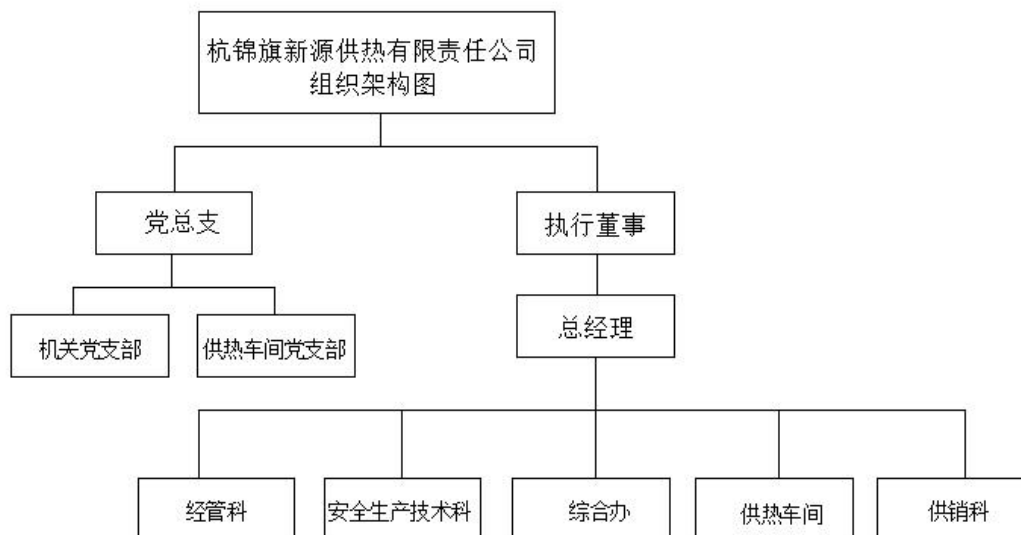 杭锦旗新源供热有限责任公司
组织架构图
党总支
执行董事
总经理
机关党支部
供热车间党支部
经管科
安全生产技术科
综合办
供热车间
供销科